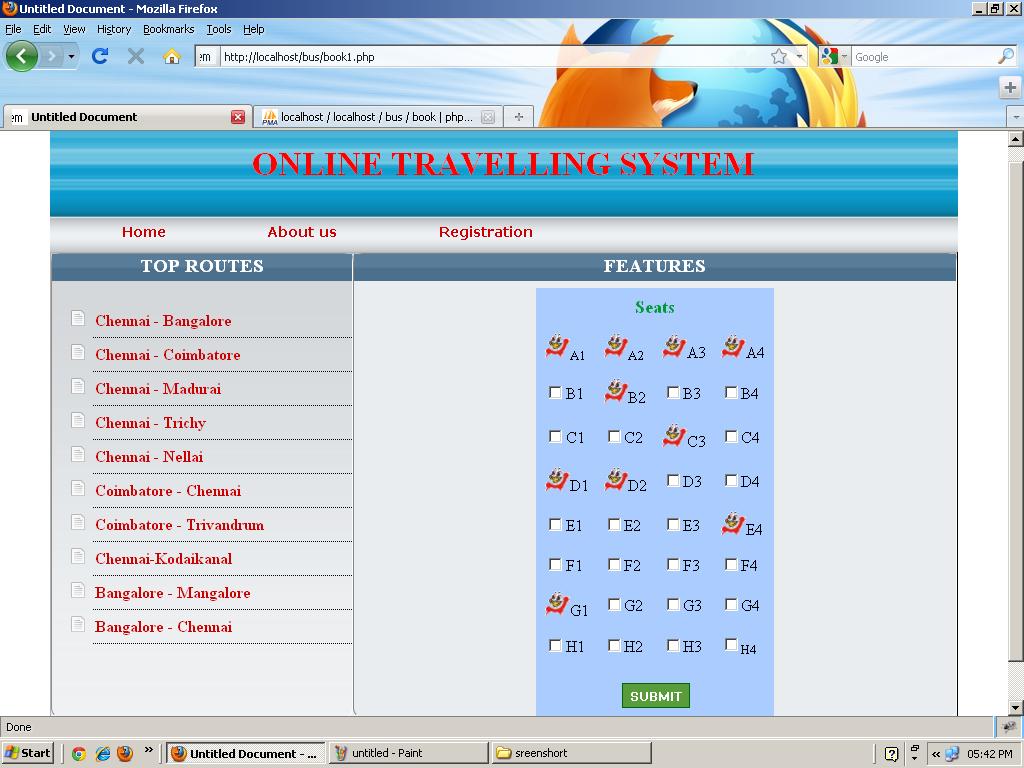 Untitled Document - Mozilla Firefox
File Edit View History Bookmarks Tools Help
em http://localhost/bus/book1.php Google
em Untitled Document localhost / localhost / bus / book | php...
PMA
ONLINE TRAVELLING SYSTEM
Home About us Registration
TOP ROUTES FEATURES
Chennai - Bangalore
Chennai - Coimbatore
Chennai - Madurai
Chennai - Trichy
Chennai - Nellai
Coimbatore - Chennai
Coimbatore - Trivandrum
Chennai-Kodaikanal
Bangalore - Mangalore
Bangalore - Chennai
Seats
A1 A2 A3 A4
B1 B2 B3 B4
C1 C2 C3 C4
D1 D2 D3 D4
E1 E2 E3 E4
F1 F2 F3 F4
G1 G2 G3 G4
H1 H2 H3 H4
SUBMIT
Done
Start » Untitled Document - ... untitled - Paint sreenshort « 05:42 PM